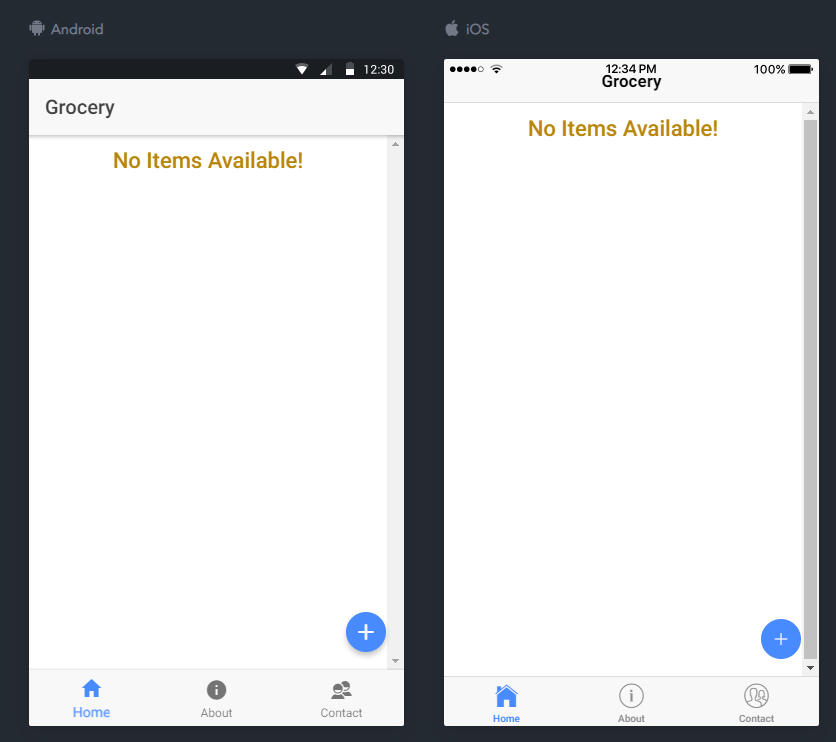 Android
12:30
Grocery
No Items Available!
Home
About
Contact
iOS
12:34 PM
100%
Grocery
No Items Available!
Home
About
Contact